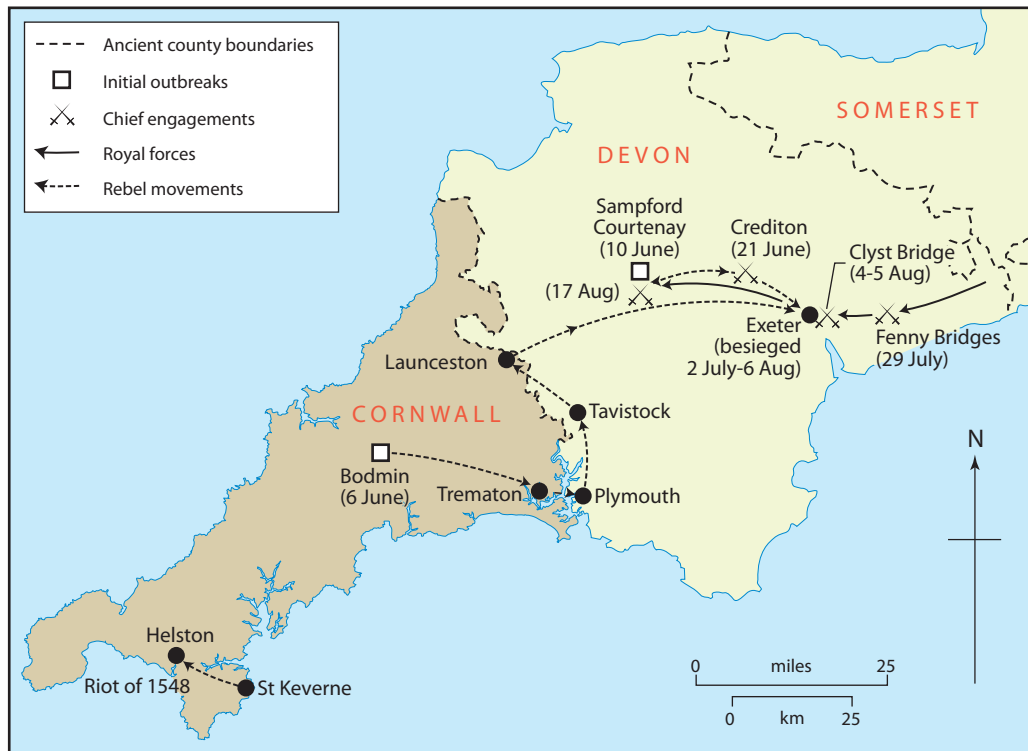 Ancient county boundaries
Initial outbreaks
Chief engagements
Royal forces
Rebel movements
SOMERSET
DEVON
Sampford
Courtenay
(10 June)
Crediton
(21 June)
Clyst Bridge
(4-5 Aug)
(17 Aug)
Exeter
(besieged
2 July-6 Aug)
Fenny Bridges
(29 July)
Launceston
CORNWALL
Tavistock
Bodmin
(6 June)
Trematon
Plymouth
N
Helston
Riot of 1548
St Keverne
0 miles 25
0 km 25